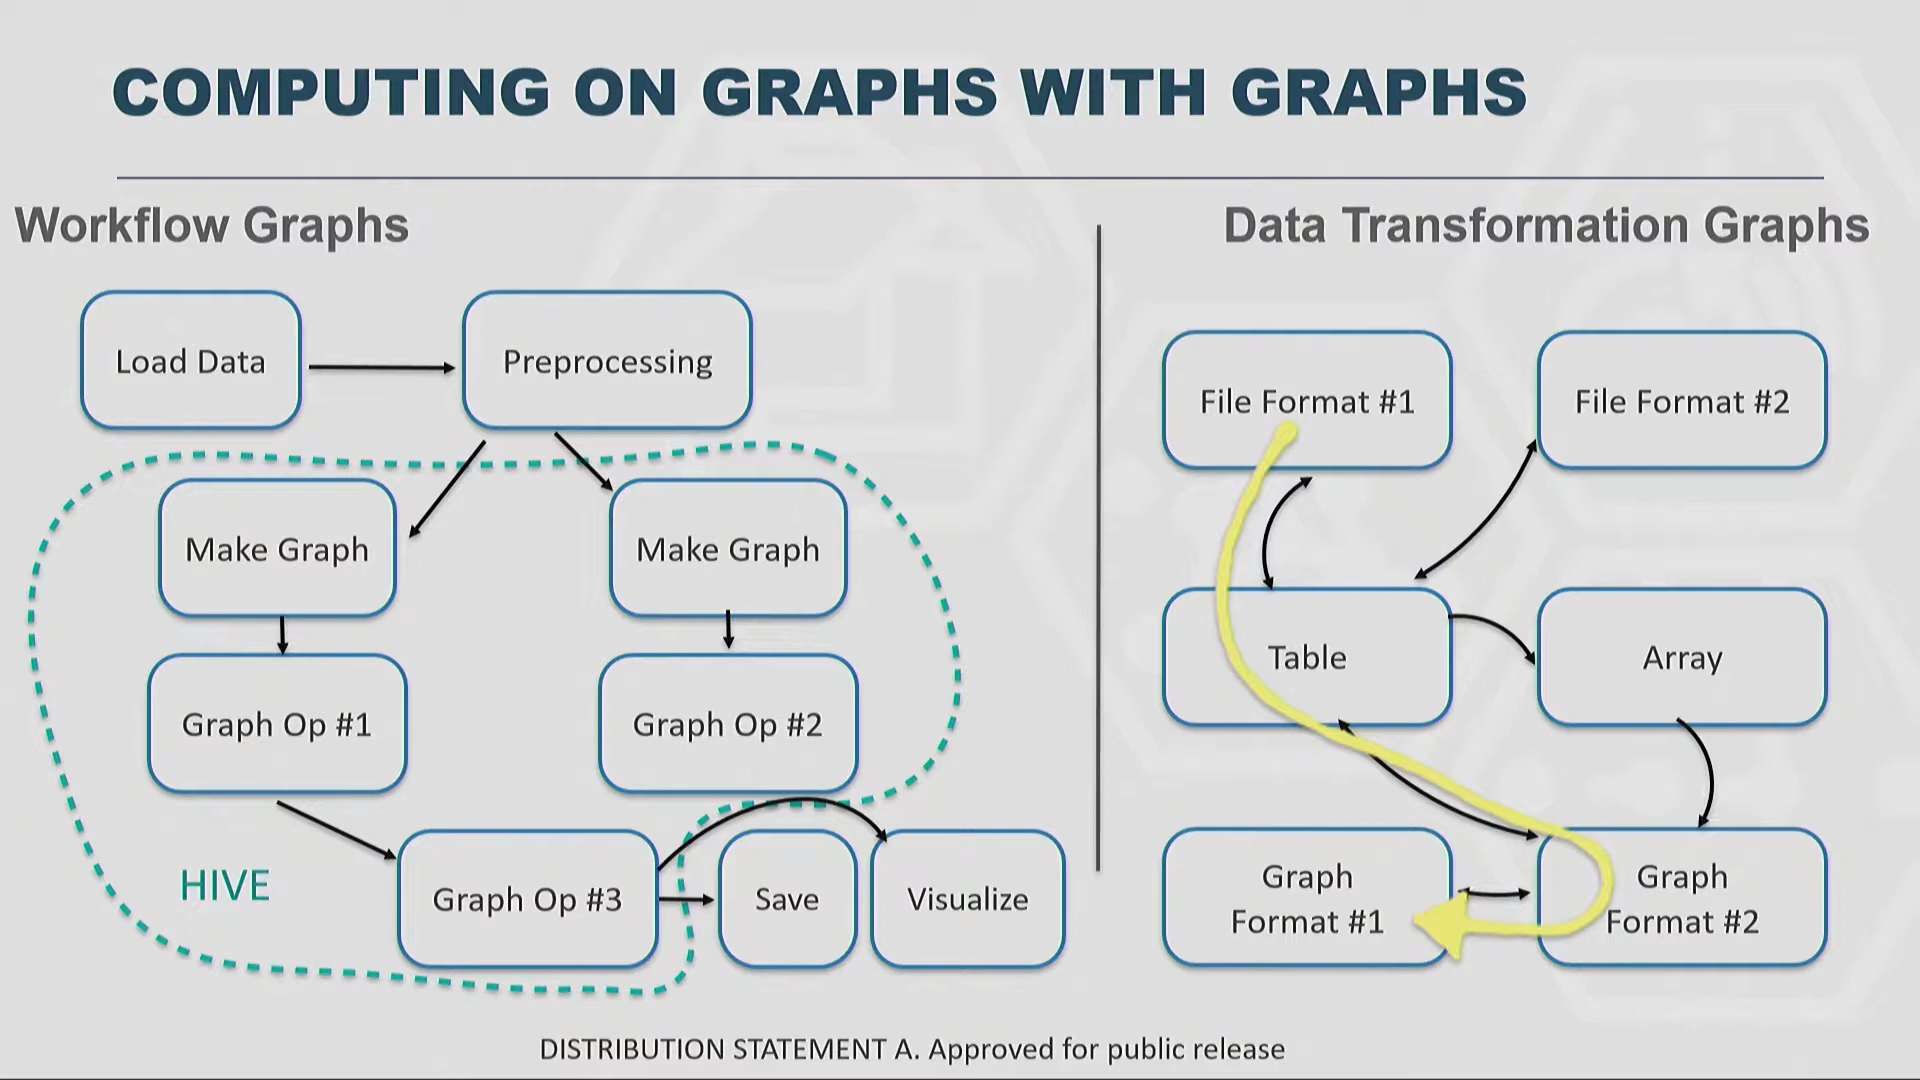 COMPUTING ON GRAPHS WITH GRAPHS
Workflow Graphs
Load Data
Preprocessing
Make Graph
Make Graph
Graph Op #1
Graph Op #2
HIVE
Graph Op #3
Save
Visualize
Data Transformation Graphs
File Format #1
File Format #2
Table
Array
Graph
Format #1
Graph
Format #2
DISTRIBUTION STATEMENT A. Approved for public release